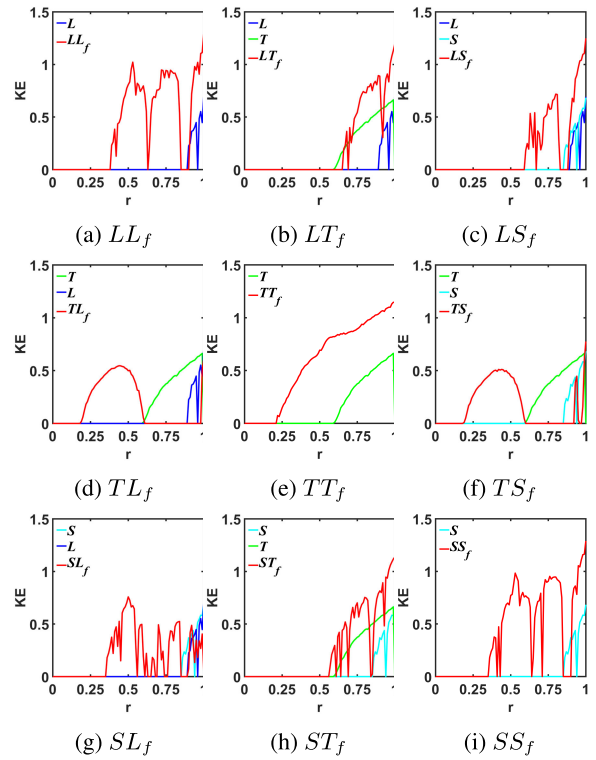 1.5
1
0.5
0
KE
L
LL_f
0 0.25 0.5 0.75 1
r
(a) LL_f
1.5
1
0.5
0
KE
L
T
LT_f
0 0.25 0.5 0.75 1
r
(b) LT_f
1.5
1
0.5
0
KE
L
S
LS_f
0 0.25 0.5 0.75 1
r
(c) LS_f
1.5
1
0.5
0
KE
T
L
TL_f
0 0.25 0.5 0.75 1
r
(d) TL_f
1.5
1
0.5
0
KE
T
TT_f
0 0.25 0.5 0.75 1
r
(e) TT_f
1.5
1
0.5
0
KE
T
S
TS_f
0 0.25 0.5 0.75 1
r
(f) TS_f
1.5
1
0.5
0
KE
S
L
SL_f
0 0.25 0.5 0.75 1
r
(g) SL_f
1.5
1
0.5
0
KE
S
T
ST_f
0 0.25 0.5 0.75 1
r
(h) ST_f
1.5
1
0.5
0
KE
S
SS_f
0 0.25 0.5 0.75 1
r
(i) SS_f